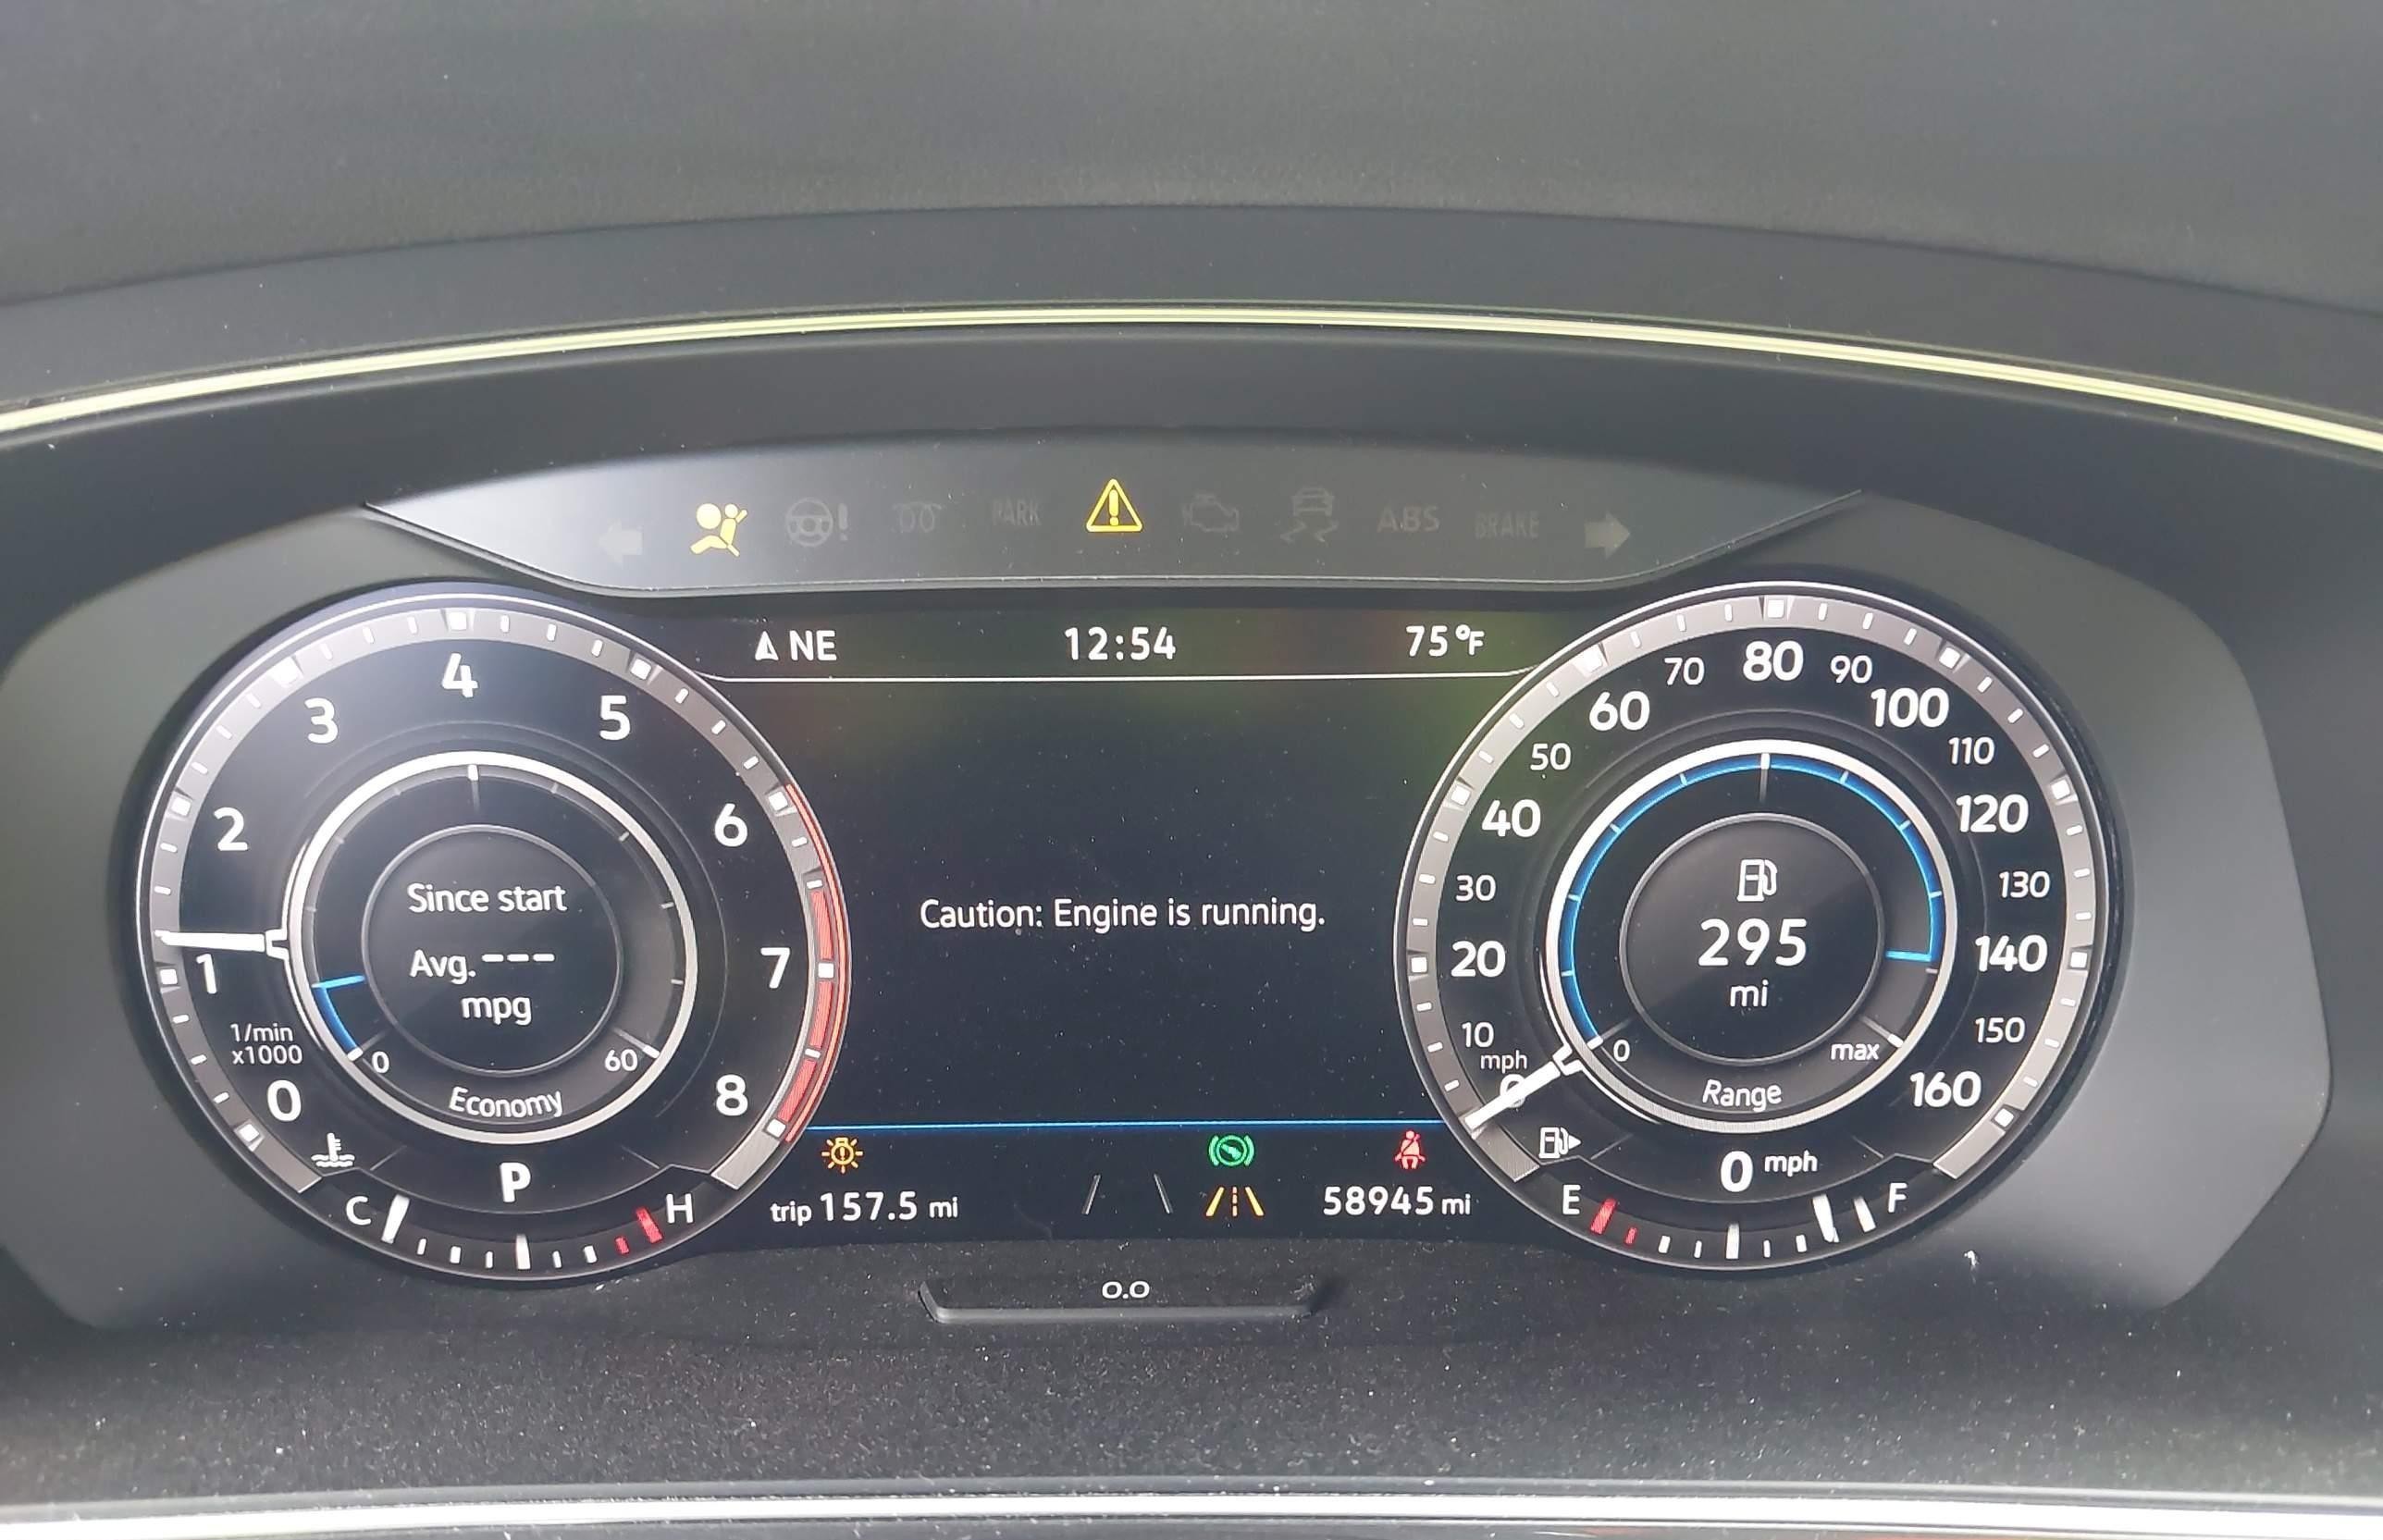 PARK
ABS
BRAKE
NE
12:54
75°F
0
1
2
3
4
5
6
7
8
1/min
x1000
Since start
Avg.---
mpg
0
60
Economy
C
P
H
Caution: Engine is running.
trip 157.5 mi
58945 mi
0
10
20
30
40
50
60
70
80
90
100
110
120
130
140
150
160
mph
295
mi
0
max
Range
0 mph
E
F
0.0